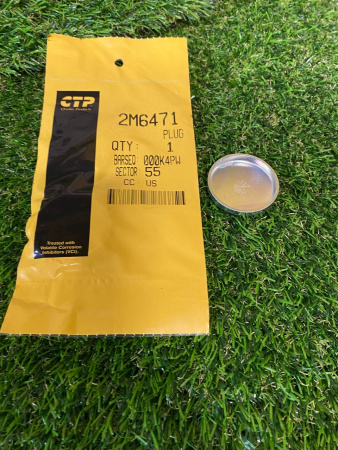 CTP
2M6471
PLUG
QTY: 1
BARSEQ 000K4PW
SECTOR 55
CC US
Treated with
Volatile Corrosion
Inhibitors (VCI).